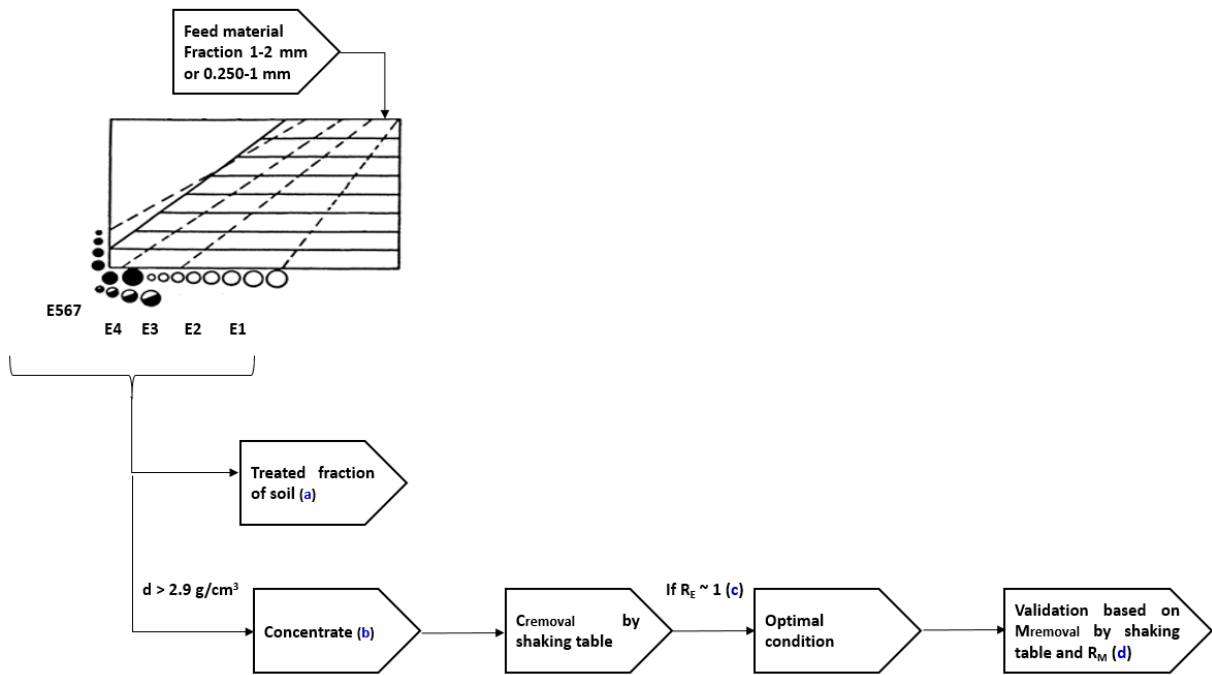 Feed material
Fraction 1-2 mm
or 0.250-1 mm
E567
E4 E3 E2 E1
Treated fraction
of soil (a)
d > 2.9 g/cm³
Concentrate (b)
Cremoval by
shaking table
If RE ~ 1 (c)
Optimal
condition
Validation based on
Mremoval by shaking
table and RM (d)